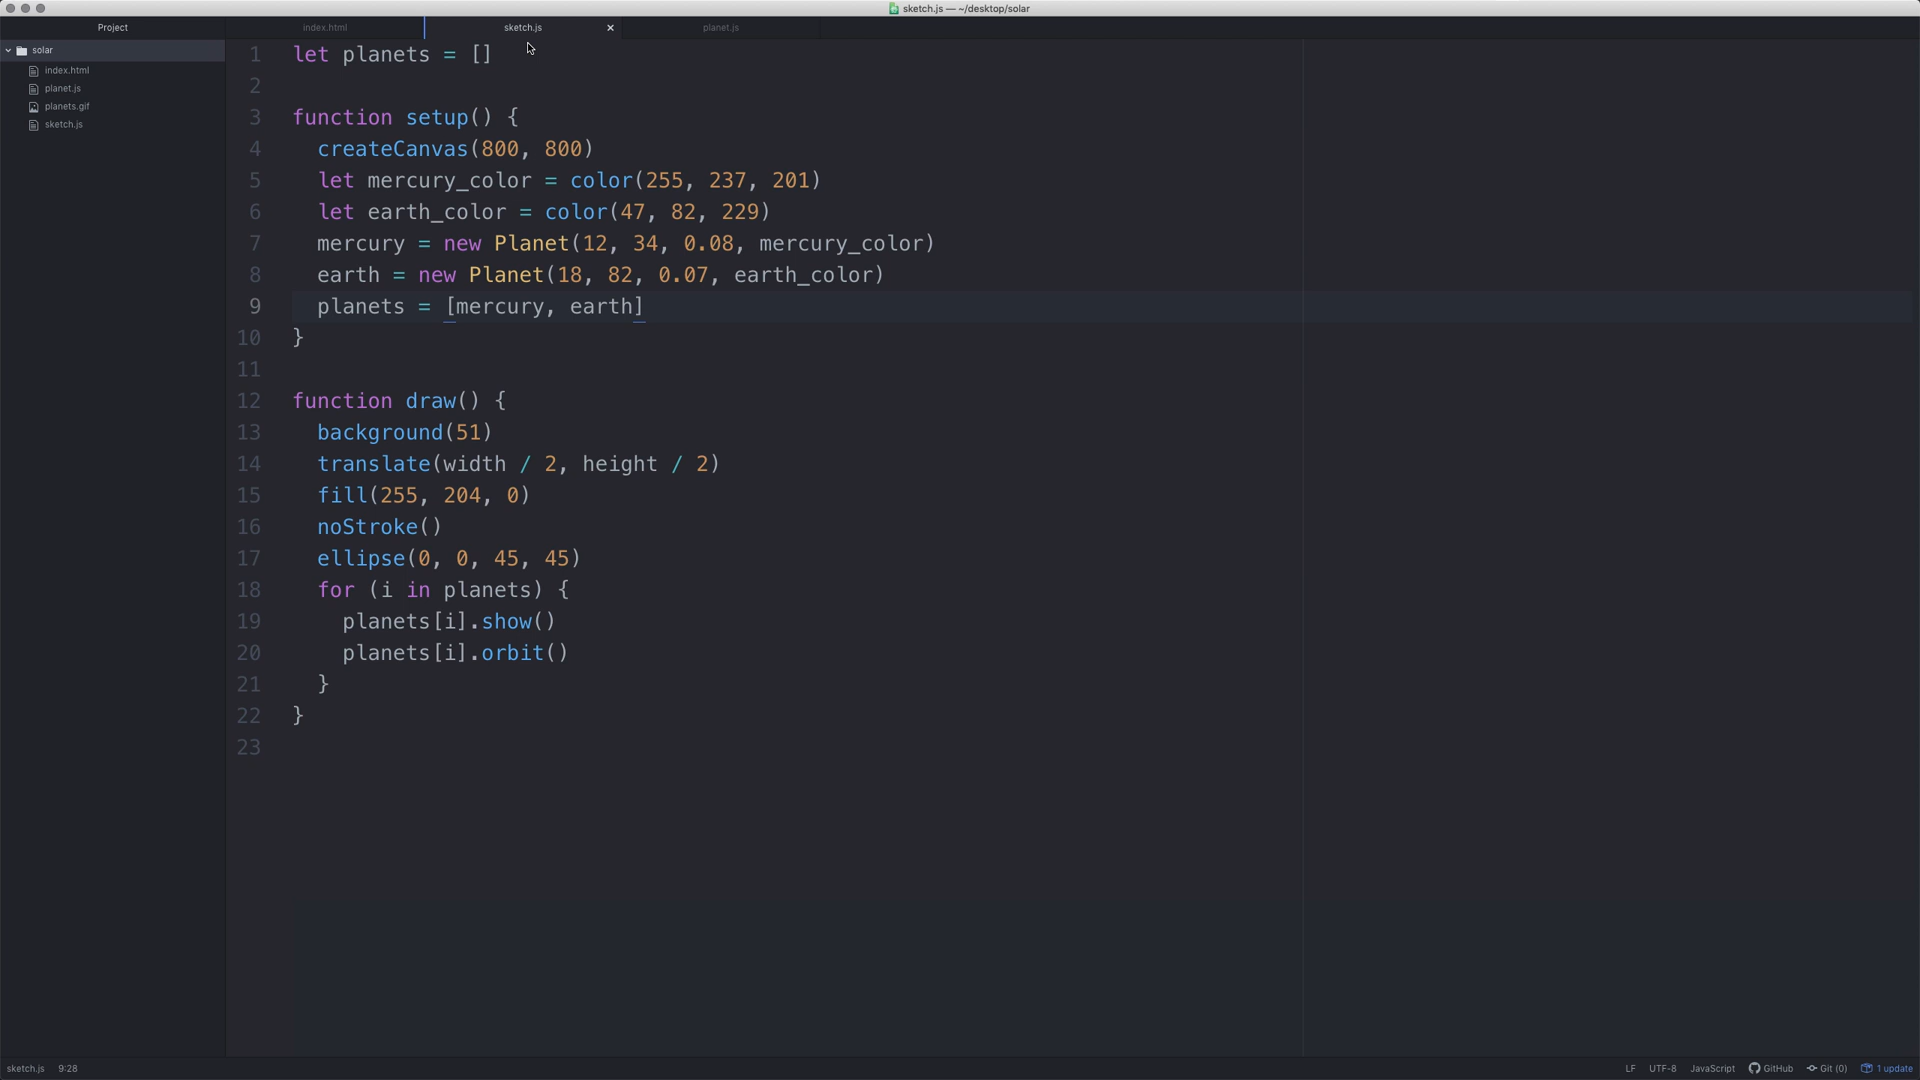 sketch.js — ~/desktop/solar
Project
index.html
sketch.js
planet.js
solar
index.html
planet.js
planets.gif
sketch.js
1 let planets = []
2
3 function setup() {
4 createCanvas(800, 800)
5 let mercury_color = color(255, 237, 201)
6 let earth_color = color(47, 82, 229)
7 mercury = new Planet(12, 34, 0.08, mercury_color)
8 earth = new Planet(18, 82, 0.07, earth_color)
9 planets = [mercury, earth]
10 }
11
12 function draw() {
13 background(51)
14 translate(width / 2, height / 2)
15 fill(255, 204, 0)
16 noStroke()
17 ellipse(0, 0, 45, 45)
18 for (i in planets) {
19 planets[i].show()
20 planets[i].orbit()
21 }
22 }
23
sketch.js 9:28 LF UTF-8 JavaScript GitHub Git (0) 1 update